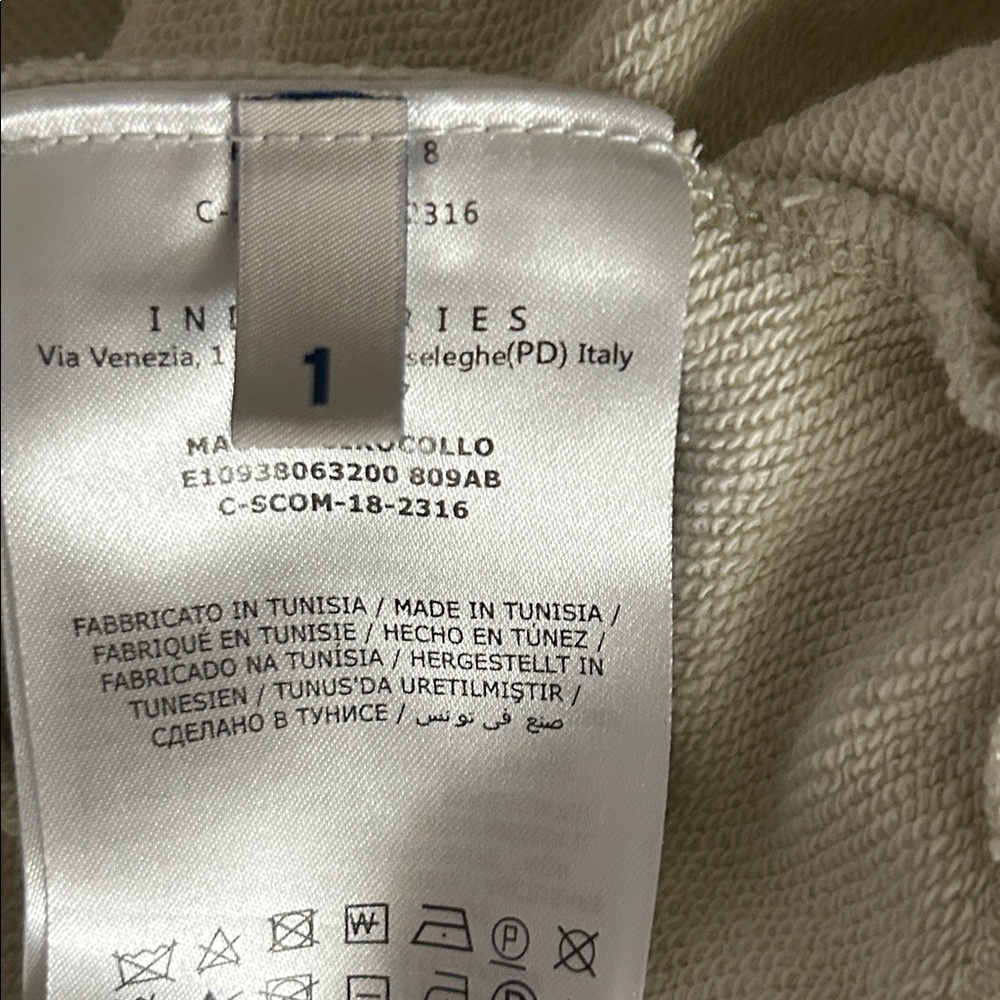 8
C- 2316
IES
Via Venezia, 1 seleghe(PD) Italy
1
COLLO
E10938063200 809AB
C-SCOM-18-2316
FABBRICATO IN TUNISIA / MADE IN TUNISIA /
FABRIQUÉ EN TUNISIE / HECHO EN TÚNEZ /
FABRICADO NA TUNÍSIA / HERGESTELLT IN
TUNESIEN / TUNUS'DA URETILMIŞTIR /
СДЕЛАНО В ТУНИСЕ / صنع في تونس
W P